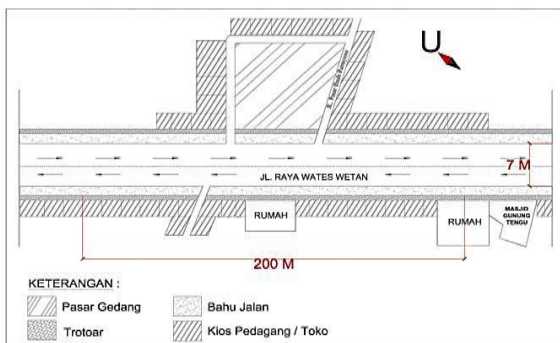 U
JL. RAYA WATES WETAN
7 M
RUMAH
RUMAH
MASJID
GUNUNG
TENGU
200 M
KETERANGAN :
Pasar Gedang
Bahu Jalan
Trotoar
Kios Pedagang / Toko